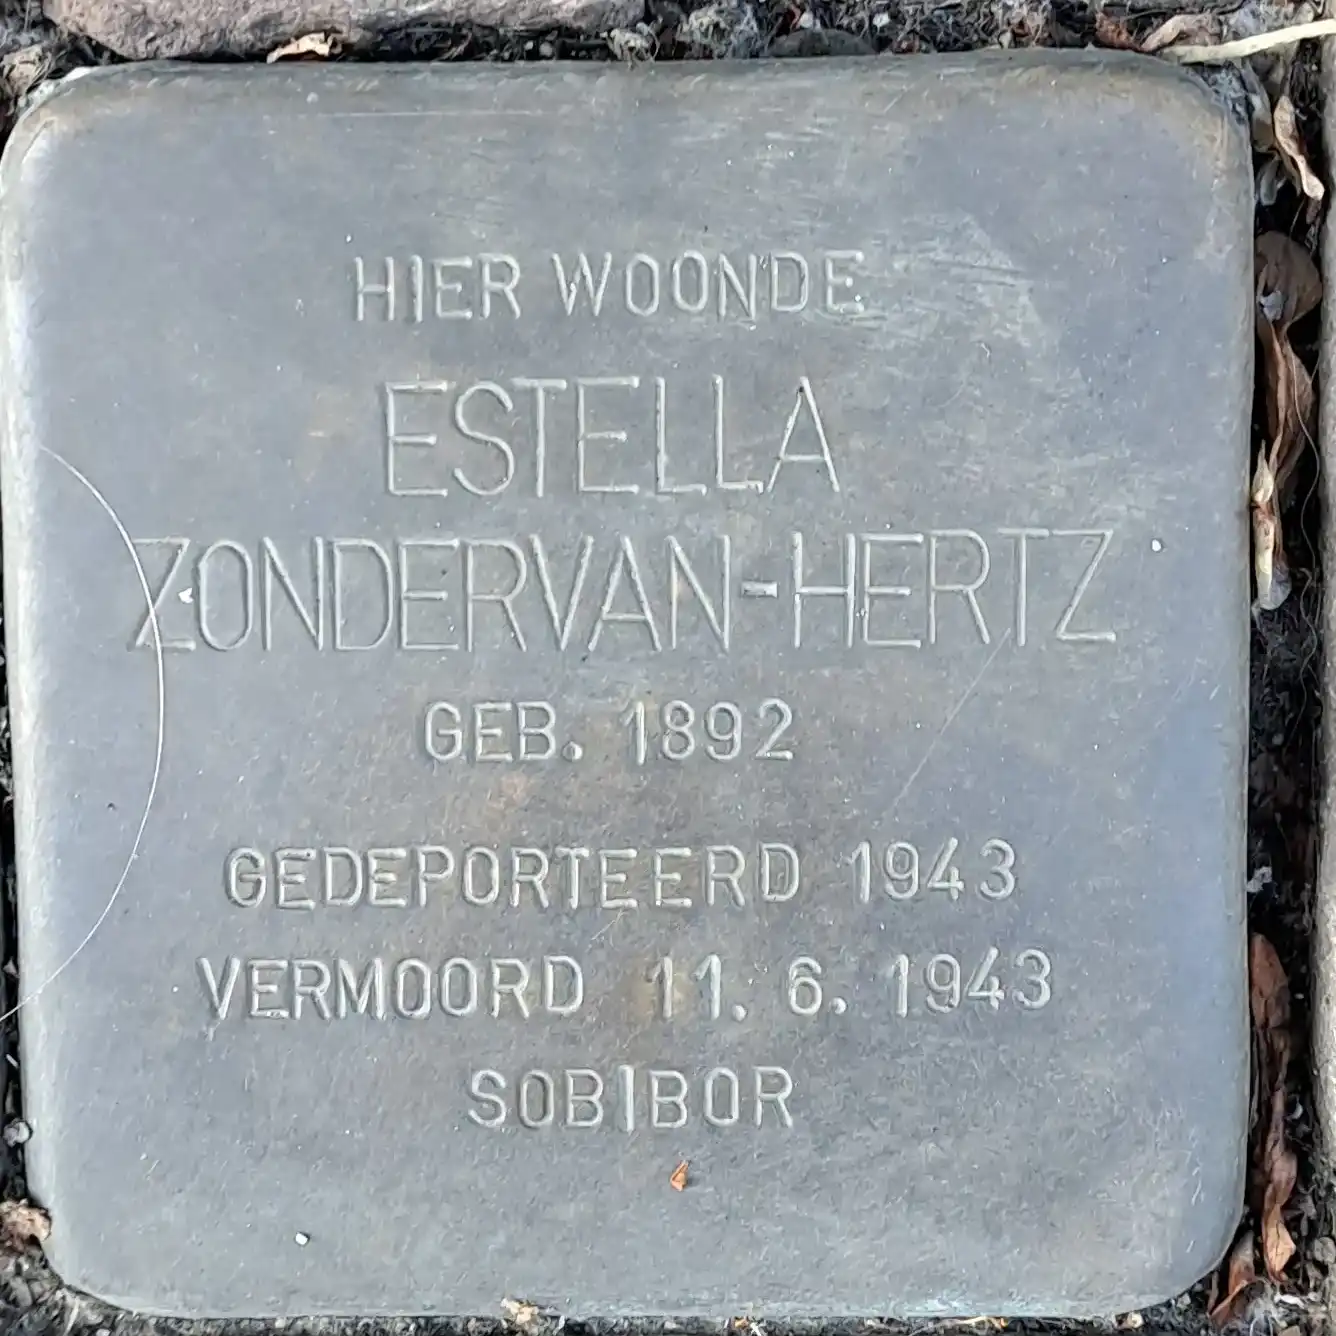 HIER WOONDE
ESTELLA
ZONDERVAN-HERTZ
GEB. 1892
GEDEPORTEERD 1943
VERMOORD 11. 6. 1943
SOBIBOR